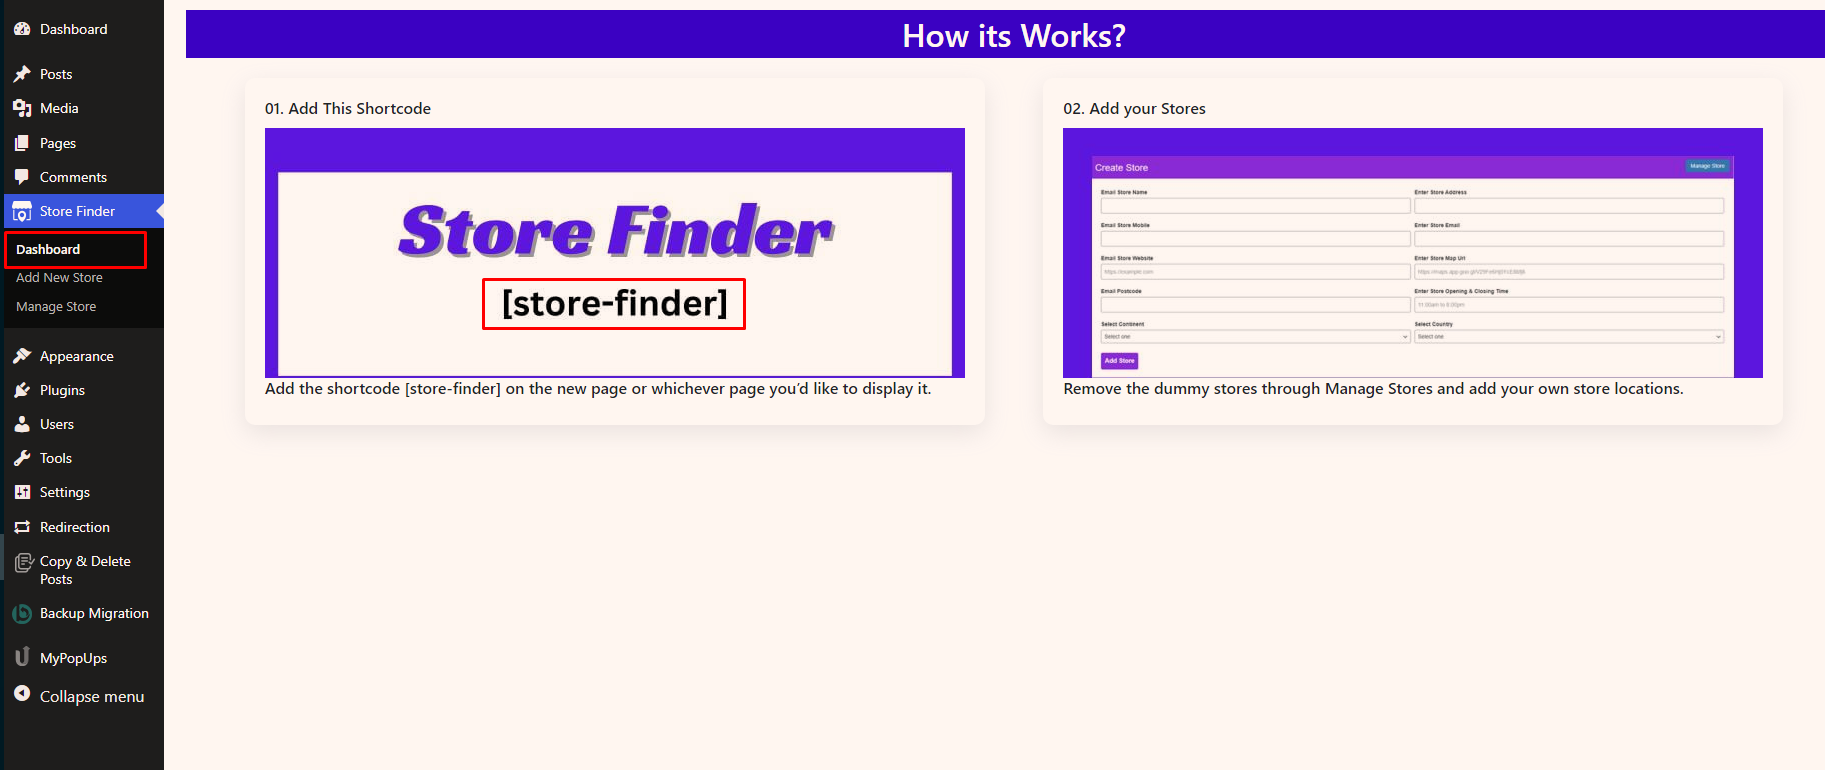 Dashboard
Posts
Media
Pages
Comments
Store Finder
Dashboard
Add New Store
Manage Store
Appearance
Plugins
Users
Tools
Settings
Redirection
Copy & Delete
Posts
Backup Migration
MyPopUps
Collapse menu
How its Works?
01. Add This Shortcode
Store Finder
[store-finder]
Add the shortcode [store-finder] on the new page or whichever page you’d like to display it.
02. Add your Stores
Create Store
Manage Store
Email Store Name
Enter Store Address
Email Store Mobile
Enter Store Email
Email Store Website
Enter Store Map Url
https://example.com
Email Postcode
Enter Store Opening & Closing Time
11:00am to 6:00pm
Select Continent
Select Country
Select one
Select one
Add Store
Remove the dummy stores through Manage Stores and add your own store locations.